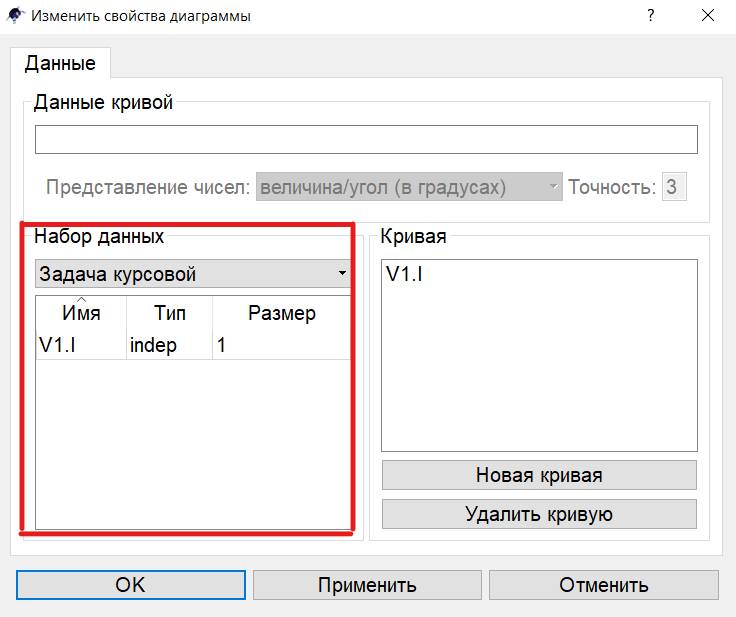 Изменить свойства диаграммы
Данные
Данные кривой
Представление чисел: величина/угол (в градусах) Точность: 3
Набор данных
Задача курсовой
Имя Тип Размер
V1.I indep 1
Кривая
V1.I
Новая кривая
Удалить кривую
OK Применить Отменить